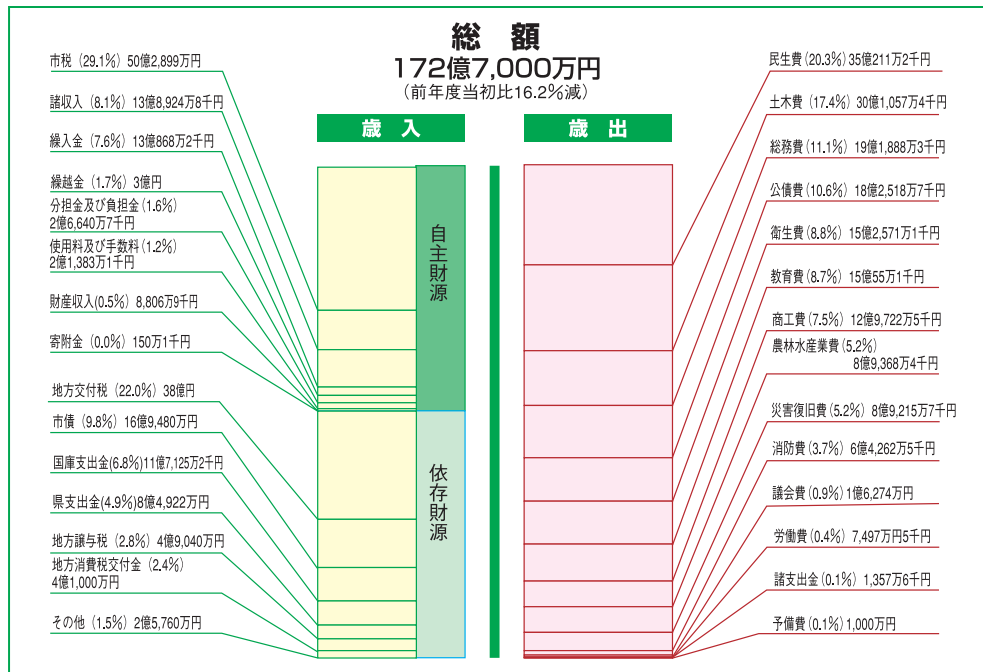 総額
172億7,000万円
(前年度当初比16.2%減)
歳入
歳出
市税 (29.1%) 50億2,899万円
諸収入 (8.1%) 13億8,924万8千円
繰入金 (7.6%) 13億868万2千円
繰越金 (1.7%) 3億円
分担金及び負担金(1.6%)
2億6,640万7千円
使用料及び手数料(1.2%)
2億1,383万1千円
財産収入(0.5%) 8,806万9千円
寄附金 (0.0%) 150万1千円
地方交付税 (22.0%) 38億円
市債 (9.8%) 16億9,480万円
国庫支出金(6.8%)11億7,125万2千円
県支出金(4.9%)8億4,922万円
地方譲与税 (2.8%) 4億9,040万円
地方消費税交付金 (2.4%)
4億1,000万円
その他 (1.5%) 2億5,760万円
自主財源
依存財源
民生費(20.3%)35億211万2千円
土木費(17.4%) 30億1,057万4千円
総務費(11.1%) 19億1,888万3千円
公債費(10.6%) 18億2,518万7千円
衛生費(8.8%) 15億2,571万1千円
教育費(8.7%) 15億55万1千円
商工費(7.5%) 12億9,722万5千円
農林水産業費(5.2%)
8億9,368万4千円
災害復旧費(5.2%) 8億9,215万7千円
消防費(3.7%) 6億4,262万5千円
議会費(0.9%) 1億6,274万円
労働費(0.4%) 7,497万円5千円
諸支出金(0.1%) 1,357万6千円
予備費(0.1%) 1,000万円